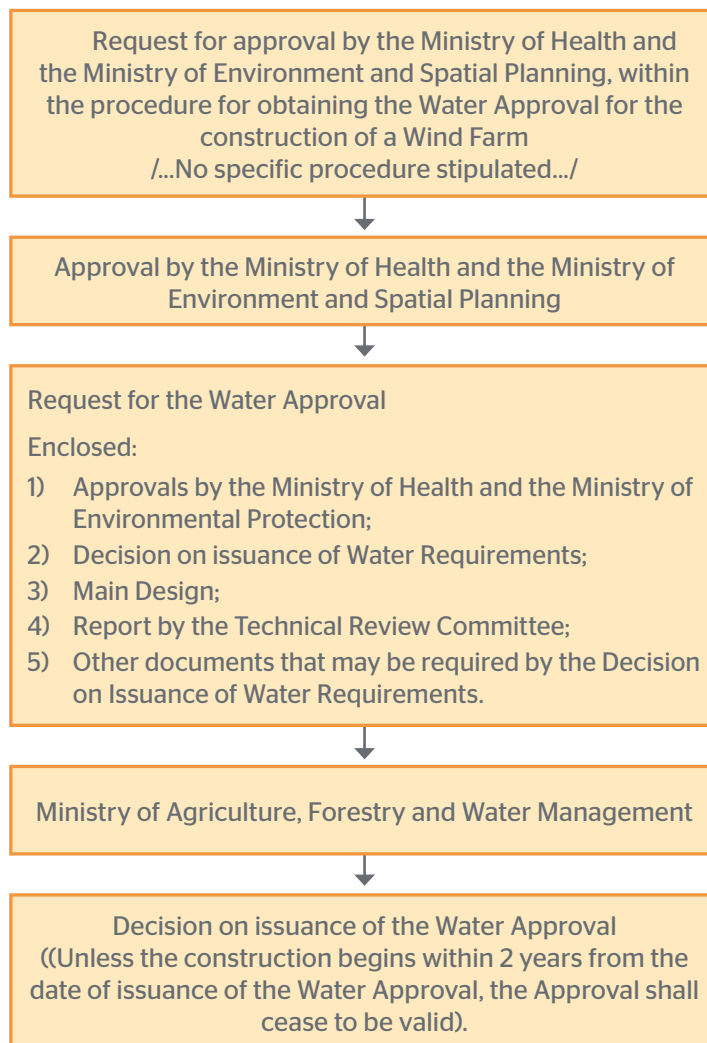 Request for approval by the Ministry of Health and
the Ministry of Environment and Spatial Planning, within
the procedure for obtaining the Water Approval for the
construction of a Wind Farm
/...No specific procedure stipulated.../
Approval by the Ministry of Health and the Ministry of
Environment and Spatial Planning
Request for the Water Approval
Enclosed:
1) Approvals by the Ministry of Health and the Ministry of
Environmental Protection;
2) Decision on issuance of Water Requirements;
3) Main Design;
4) Report by the Technical Review Committee;
5) Other documents that may be required by the Decision
on Issuance of Water Requirements.
Ministry of Agriculture, Forestry and Water Management
Decision on issuance of the Water Approval
((Unless the construction begins within 2 years from the
date of issuance of the Water Approval, the Approval shall
cease to be valid).